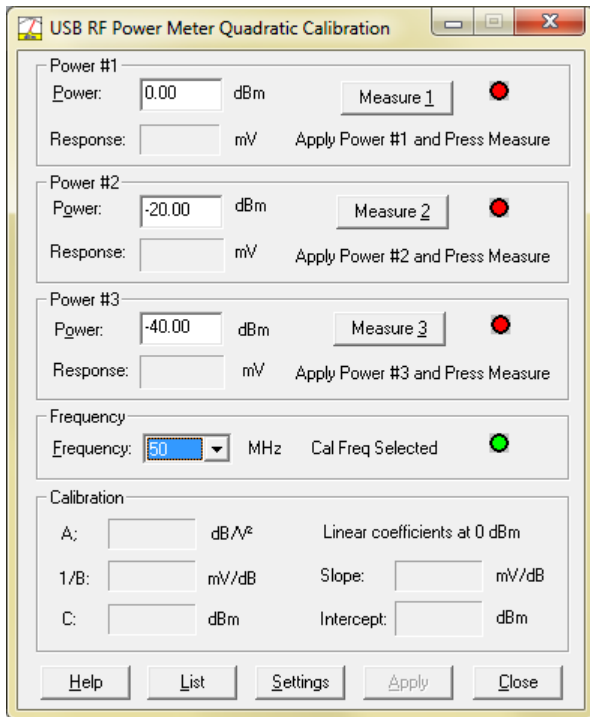 USB RF Power Meter Quadratic Calibration
Power #1
Power: 0.00 dBm Measure 1
Response: mV Apply Power #1 and Press Measure
Power #2
Power: -20.00 dBm Measure 2
Response: mV Apply Power #2 and Press Measure
Power #3
Power: -40.00 dBm Measure 3
Response: mV Apply Power #3 and Press Measure
Frequency
Frequency: 50 MHz Cal Freq Selected
Calibration
A; dB/V² Linear coefficients at 0 dBm
1/B: mV/dB Slope: mV/dB
C: dBm Intercept: dBm
Help List Settings Apply Close